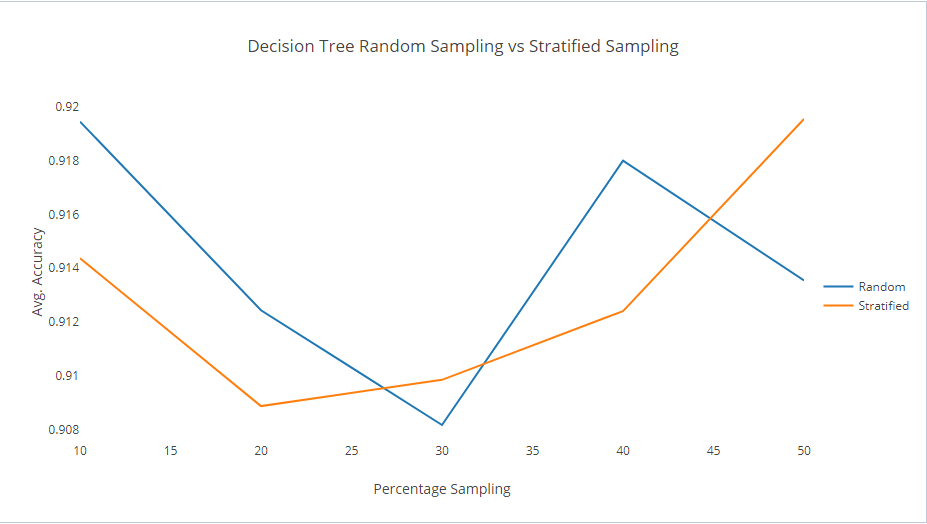 Decision Tree Random Sampling vs Stratified Sampling
0.92
0.918
0.916
0.914
0.912
0.91
0.908
Avg. Accuracy
10 15 20 25 30 35 40 45 50
Percentage Sampling
Random
Stratified